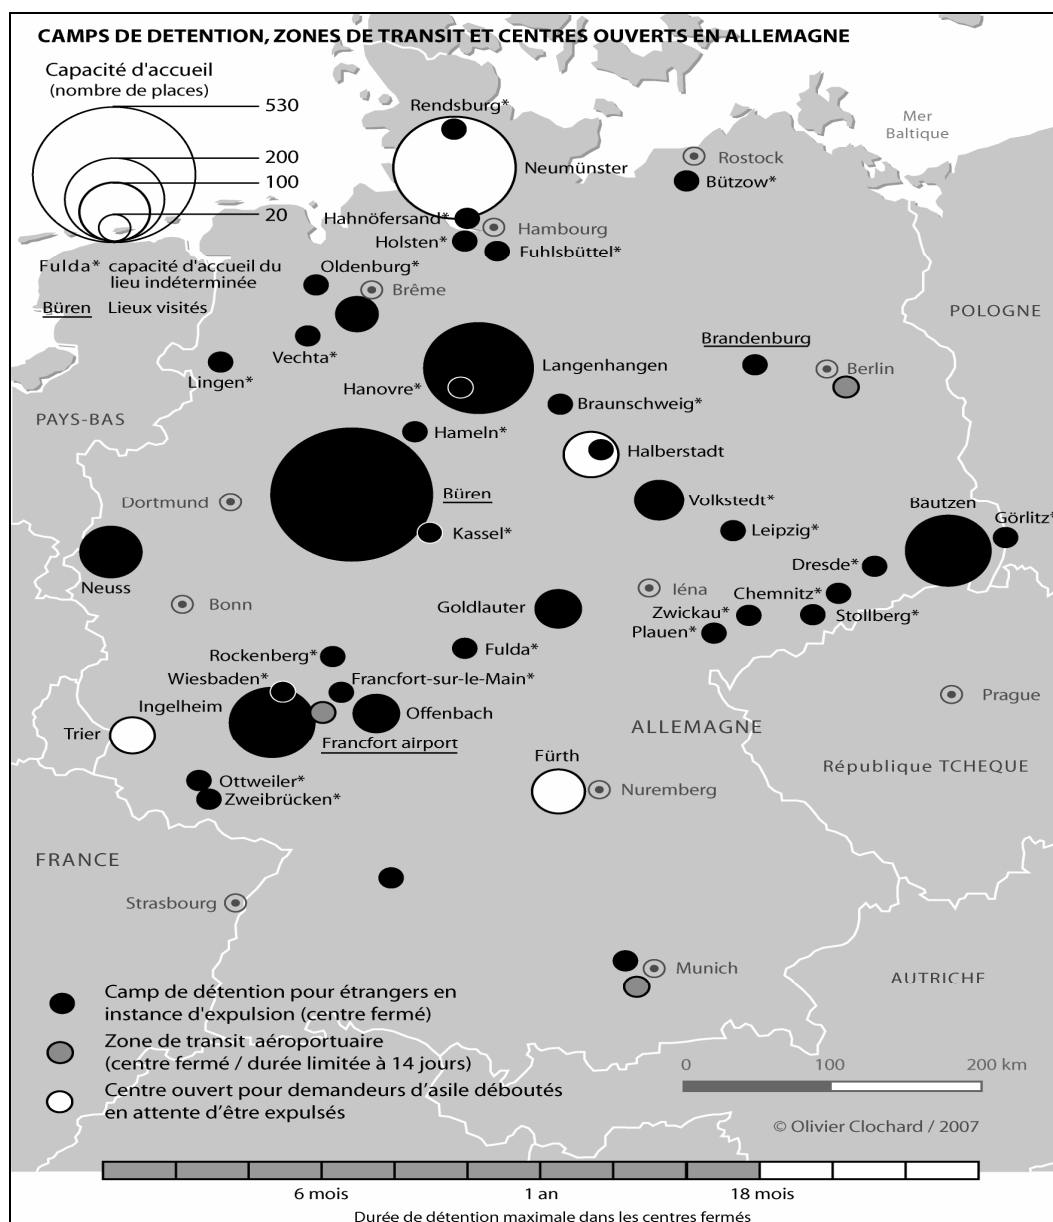 CAMPS DE DETENTION, ZONES DE TRANSIT ET CENTRES OUVERTS EN ALLEMAGNE
Capacité d'accueil
(nombre de places)
530
200
100
20
Fulda* capacité d'accueil du
lieu indéterminée
Büren Lieux visités
Rendsburg*
Neumünster
Mer
Baltique
Rostock
Bützow*
Hahnöfersand*
Hambourg
Holsten*
Fuhlsbüttel*
Oldenburg*
Brême
POLOGNE
Vechta*
Brandenburg
Langenhangen
Berlin
Lingen*
Hanovre*
Braunschweig*
PAYS-BAS
Hameln*
Halberstadt
Dortmund
Büren
Volkstedt*
Bautzen
Görlitz*
Kassel*
Leipzig*
Dresde*
Neuss
Iéna
Chemnitz*
Bonn
Goldlauter
Zwickau*
Stollberg*
Plauen*
Rockenberg*
Fulda*
Wiesbaden*
Francfort-sur-le-Main*
Prague
Ingelheim
Offenbach
ALLEMAGNE
Trier
Francfort airport
Fürth
République TCHEQUE
Ottweiler*
Nuremberg
Zweibrücken*
FRANCE
Strasbourg
Munich
AUTRICHE
Camp de détention pour étrangers en
instance d'expulsion (centre fermé)
Zone de transit aéroportuaire
(centre fermé / durée limitée à 14 jours)
Centre ouvert pour demandeurs d'asile déboutés
en attente d'être expulsés
0 100 200 km
© Olivier Clochard / 2007
6 mois 1 an 18 mois
Durée de détention maximale dans les centres fermés